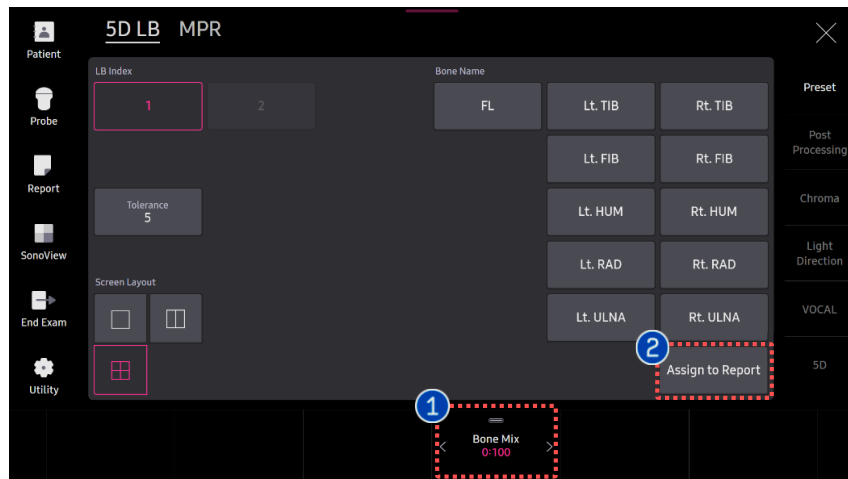 Patient
Probe
Report
SonoView
End Exam
Utility
5D LB MPR
LB Index
1 2
Tolerance
5
Screen Layout
Bone Name
FL Lt. TIB Rt. TIB
Lt. FIB Rt. FIB
Lt. HUM Rt. HUM
Lt. RAD Rt. RAD
Lt. ULNA Rt. ULNA
2
Assign to Report
1
Bone Mix
0:100
Preset
Post
Processing
Chroma
Light
Direction
VOCAL
5D